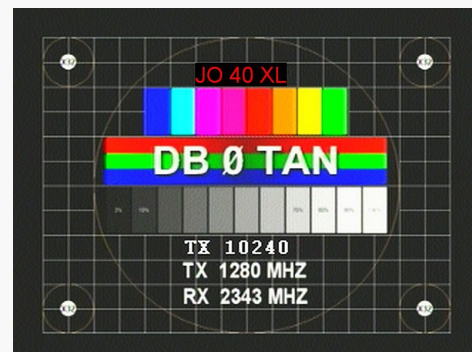 JO 40 XL
DB Ø TAN
TX 10240
TX 1280 MHZ
RX 2343 MHZ